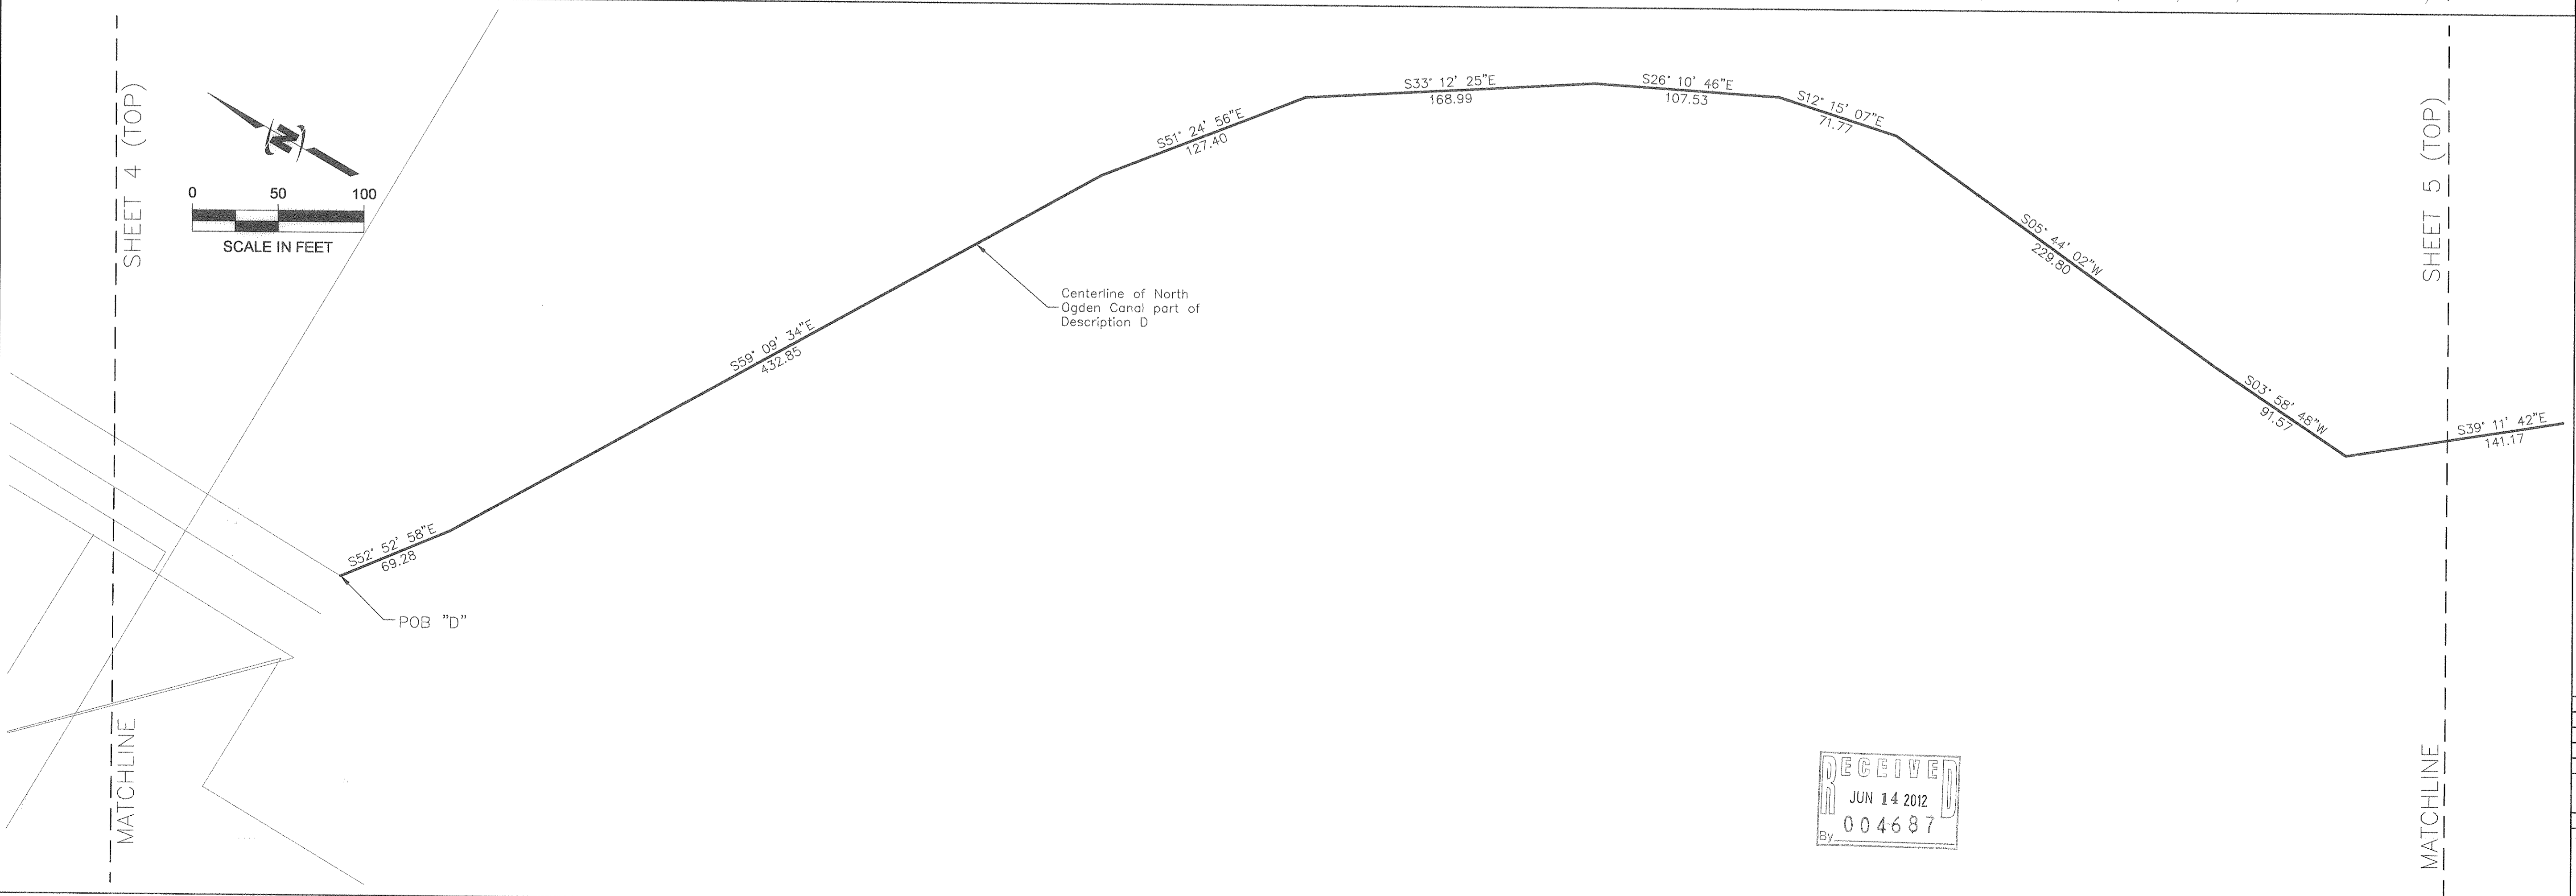 SHEET 4 (TOP)
N
0 50 100
SCALE IN FEET
S52° 52' 58"E
69.28
POB "D"
S59° 09' 34"E
432.85
Centerline of North
Ogden Canal part of
Description D
S51° 24' 56"E
127.40
S33° 12' 25"E
168.99
S26° 10' 46"E
107.53
S12° 15' 07"E
71.77
S05° 44' 02"W
229.80
S03° 58' 48"W
91.57
S39° 11' 42"E
141.17
SHEET 5 (TOP)
MATCHLINE
RECEIVED
JUN 14 2012
By 004687
MATCHLINE